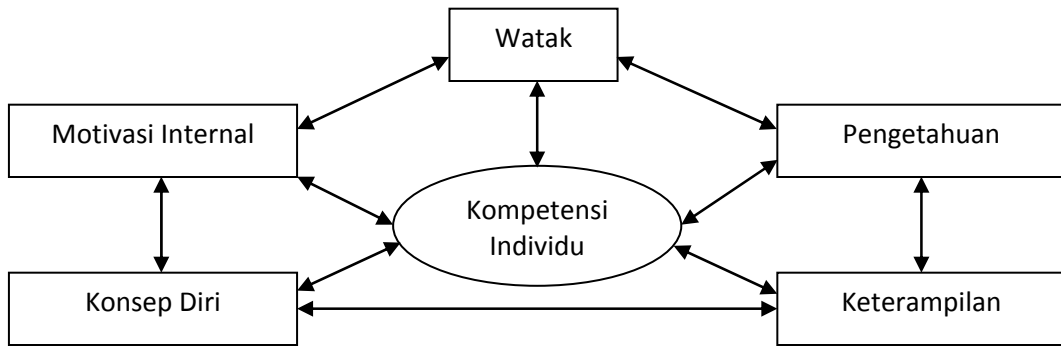 Watak
Motivasi Internal
Pengetahuan
Kompetensi
Individu
Konsep Diri
Keterampilan